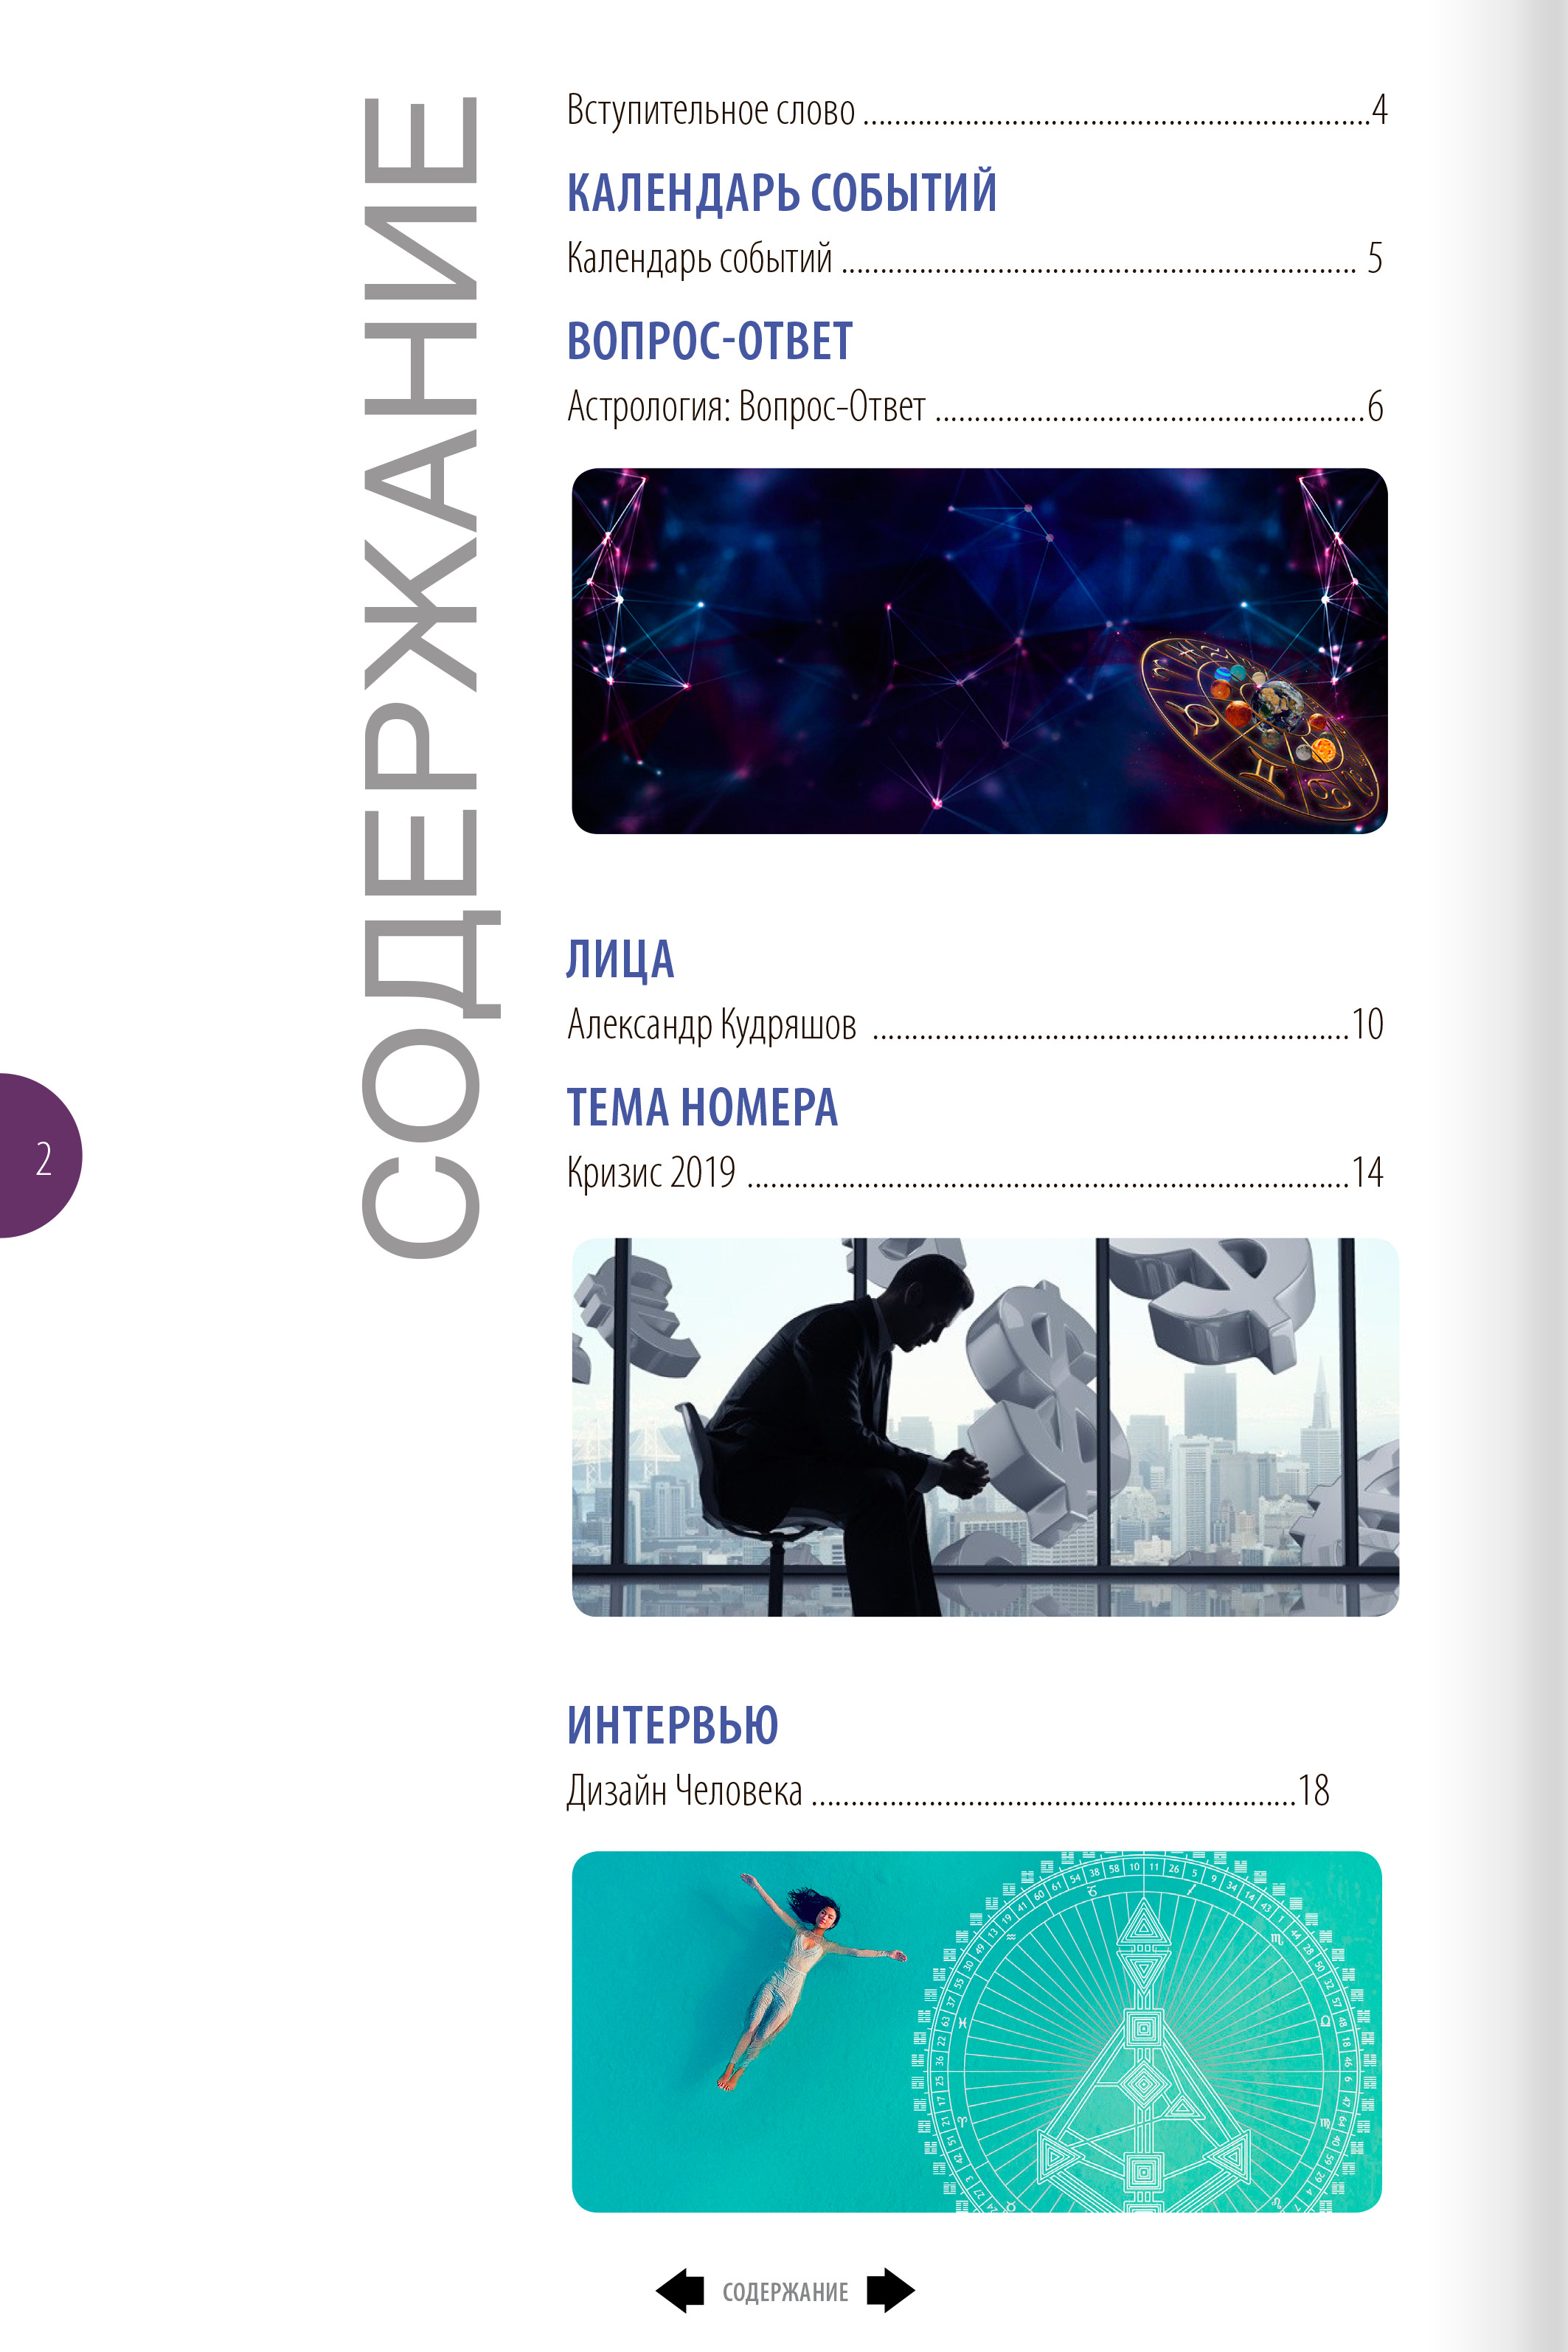 СОДЕРЖАНИЕ
Вступительное слово ........................................................................4
КАЛЕНДАРЬ СОБЫТИЙ
Календарь событий ........................................................................ 5
ВОПРОС-ОТВЕТ
Астрология: Вопрос-Ответ ............................................................6
ЛИЦА
Александр Кудряшов ....................................................................10
ТЕМА НОМЕРА
Кризис 2019 ....................................................................................14
2
ИНТЕРВЬЮ
Дизайн Человека ....................................................................18
СОДЕРЖАНИЕ